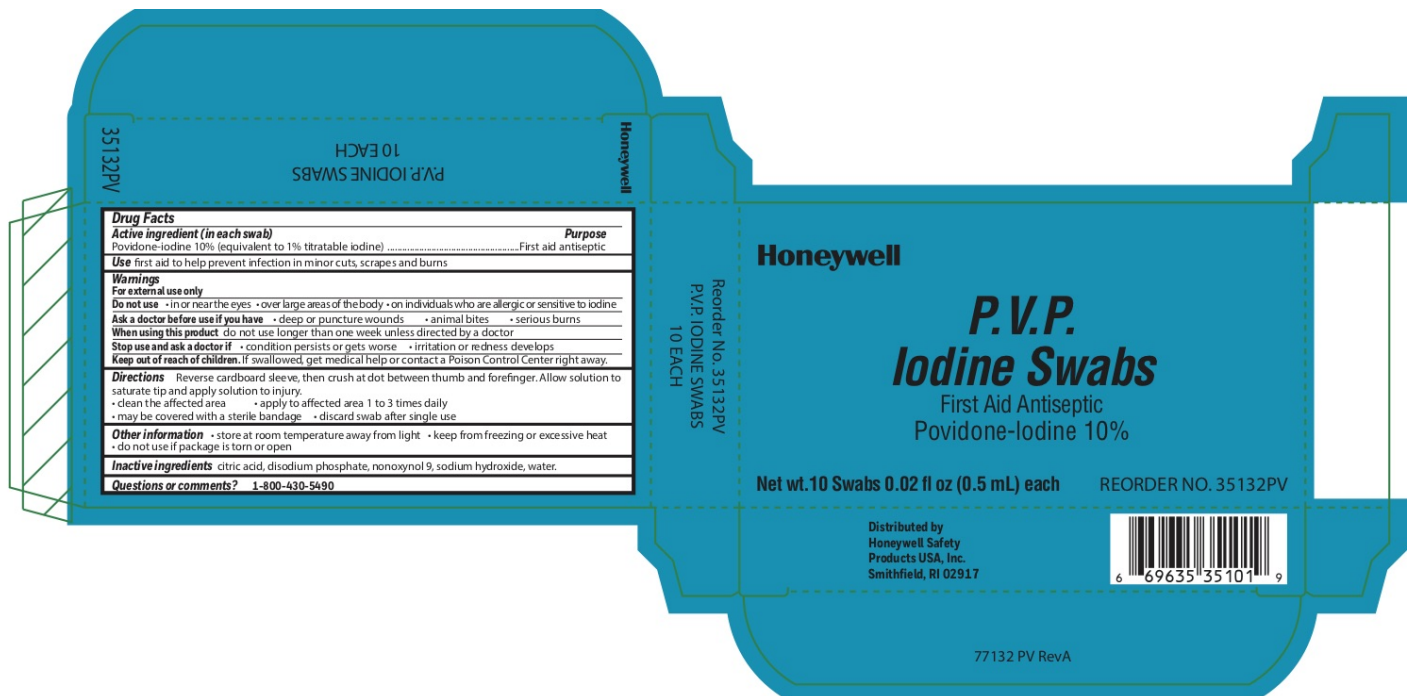 35132PV
P.V.P. IODINE SWABS
10 EACH
Honeywell
Drug Facts
Active ingredient (in each swab) Purpose
Povidone-iodine 10% (equivalent to 1% titratable iodine) ....................................................First aid antiseptic
Use first aid to help prevent infection in minor cuts, scrapes and burns
Warnings
For external use only
Do not use • in or near the eyes • over large areas of the body • on individuals who are allergic or sensitive to iodine
Ask a doctor before use if you have • deep or puncture wounds • animal bites • serious burns
When using this product do not use longer than one week unless directed by a doctor
Stop use and ask a doctor if • condition persists or gets worse • irritation or redness develops
Keep out of reach of children. If swallowed, get medical help or contact a Poison Control Center right away.
Directions Reverse cardboard sleeve, then crush at dot between thumb and forefinger. Allow solution to
saturate tip and apply solution to injury.
• clean the affected area • apply to affected area 1 to 3 times daily
• may be covered with a sterile bandage • discard swab after single use
Other information • store at room temperature away from light • keep from freezing or excessive heat
• do not use if package is torn or open
Inactive ingredients citric acid, disodium phosphate, nonoxynol 9, sodium hydroxide, water.
Questions or comments? 1-800-430-5490
Reorder No. 35132PV
P.V.P. IODINE SWABS
10 EACH
Honeywell
P.V.P.
Iodine Swabs
First Aid Antiseptic
Povidone-Iodine 10%
Net wt.10 Swabs 0.02 fl oz (0.5 mL) each REORDER NO. 35132PV
Distributed by
Honeywell Safety
Products USA, Inc.
Smithfield, RI 02917
6 69635 35101 9
77132 PV RevA